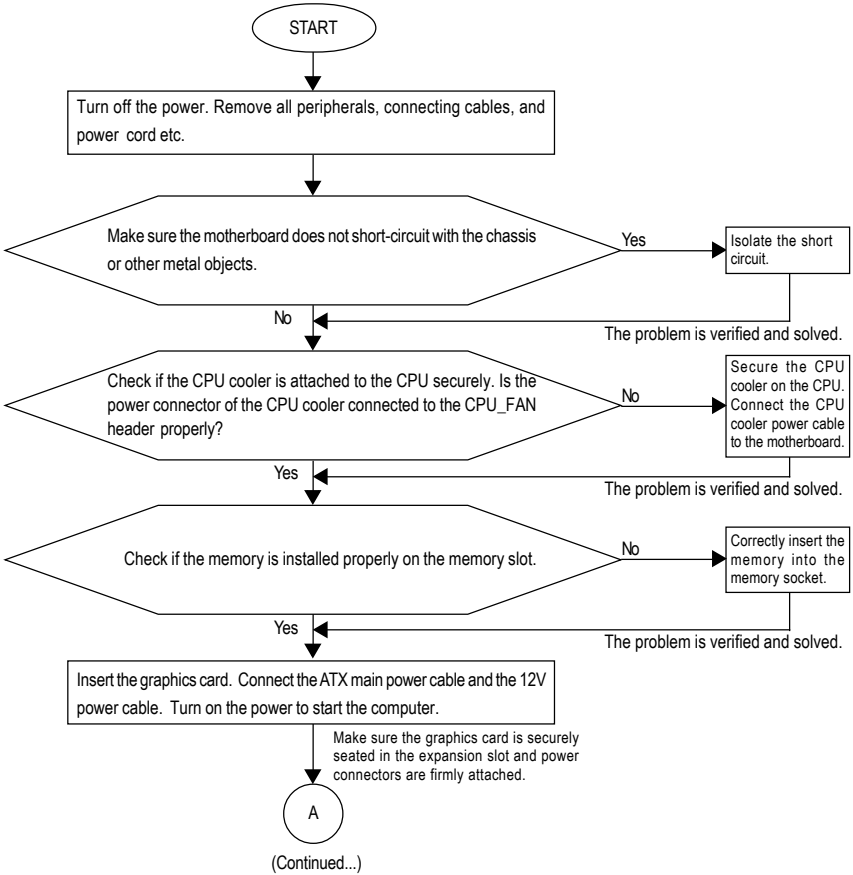 START
Turn off the power. Remove all peripherals, connecting cables, and
power cord etc.
Make sure the motherboard does not short-circuit with the chassis
or other metal objects.
Yes
Isolate the short
circuit.
No
The problem is verified and solved.
Check if the CPU cooler is attached to the CPU securely. Is the
power connector of the CPU cooler connected to the CPU_FAN
header properly?
No
Secure the CPU
cooler on the CPU.
Connect the CPU
cooler power cable
to the motherboard.
Yes
The problem is verified and solved.
Check if the memory is installed properly on the memory slot.
No
Correctly insert the
memory into the
memory socket.
Yes
The problem is verified and solved.
Insert the graphics card. Connect the ATX main power cable and the 12V
power cable. Turn on the power to start the computer.
Make sure the graphics card is securely
seated in the expansion slot and power
connectors are firmly attached.
A
(Continued...)